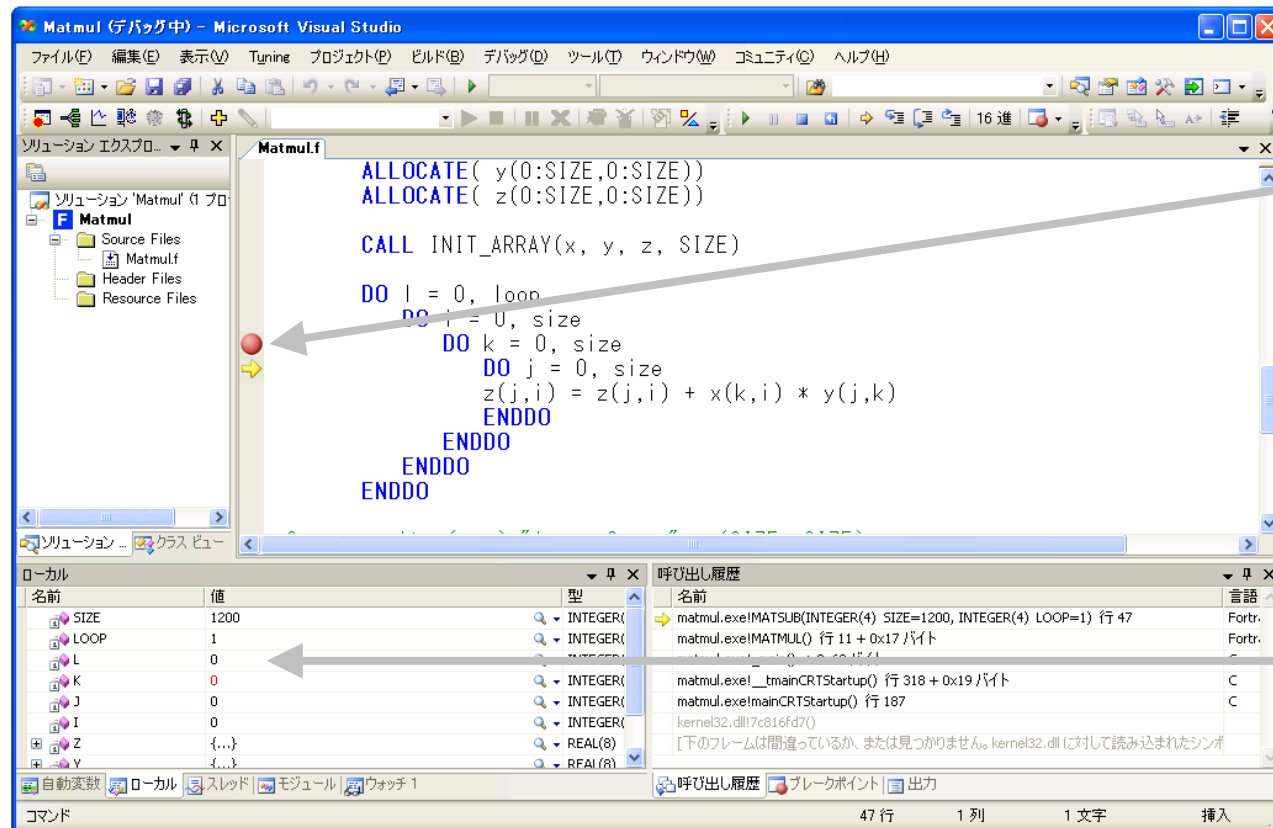 Matmul (デバッグ中) - Microsoft Visual Studio
ファイル(F) 編集(E) 表示(V) Tuning プロジェクト(P) ビルド(B) デバッグ(D) ツール(T) ウィンドウ(W) コミュニティ(C) ヘルプ(H)
16 進
ソリューション エクスプロ...
Matmul.f
ソリューション 'Matmul' (1 プロ
Matmul
Source Files
Matmul.f
Header Files
Resource Files
ALLOCATE( y(0:SIZE,0:SIZE))
ALLOCATE( z(0:SIZE,0:SIZE))
CALL INIT_ARRAY(x, y, z, SIZE)
DO l = 0, loop
DO i = 0, size
DO k = 0, size
DO j = 0, size
z(j,i) = z(j,i) + x(k,i) * y(j,k)
ENDDO
ENDDO
ENDDO
ENDDO
ソリューション ... クラス ビュー
ローカル
名前 値 型
SIZE 1200 INTEGER(
LOOP 1 INTEGER(
L 0
K 0 INTEGER(
J 0 INTEGER(
I 0 INTEGER(
Z {...} REAL(8)
Y {...} REAL(8)
自動変数 ローカル スレッド モジュール ウォッチ 1
呼び出し履歴
名前 言語
matmul.exe!MATSUB(INTEGER(4) SIZE=1200, INTEGER(4) LOOP=1) 行 47 Fortr
matmul.exe!MATMUL() 行 11 + 0x17 バイト Fortr
matmul.exe!__tmainCRTStartup() 行 318 + 0x19 バイト C
matmul.exe!mainCRTStartup() 行 187 C
kernel32.dll!7c816fd7()
[下のフレームは間違っているか、または見つかりません。kernel32.dll に対して読み込まれたシンボ
呼び出し履歴 ブレークポイント 出力
コマンド 47 行 1 列 1 文字 挿入